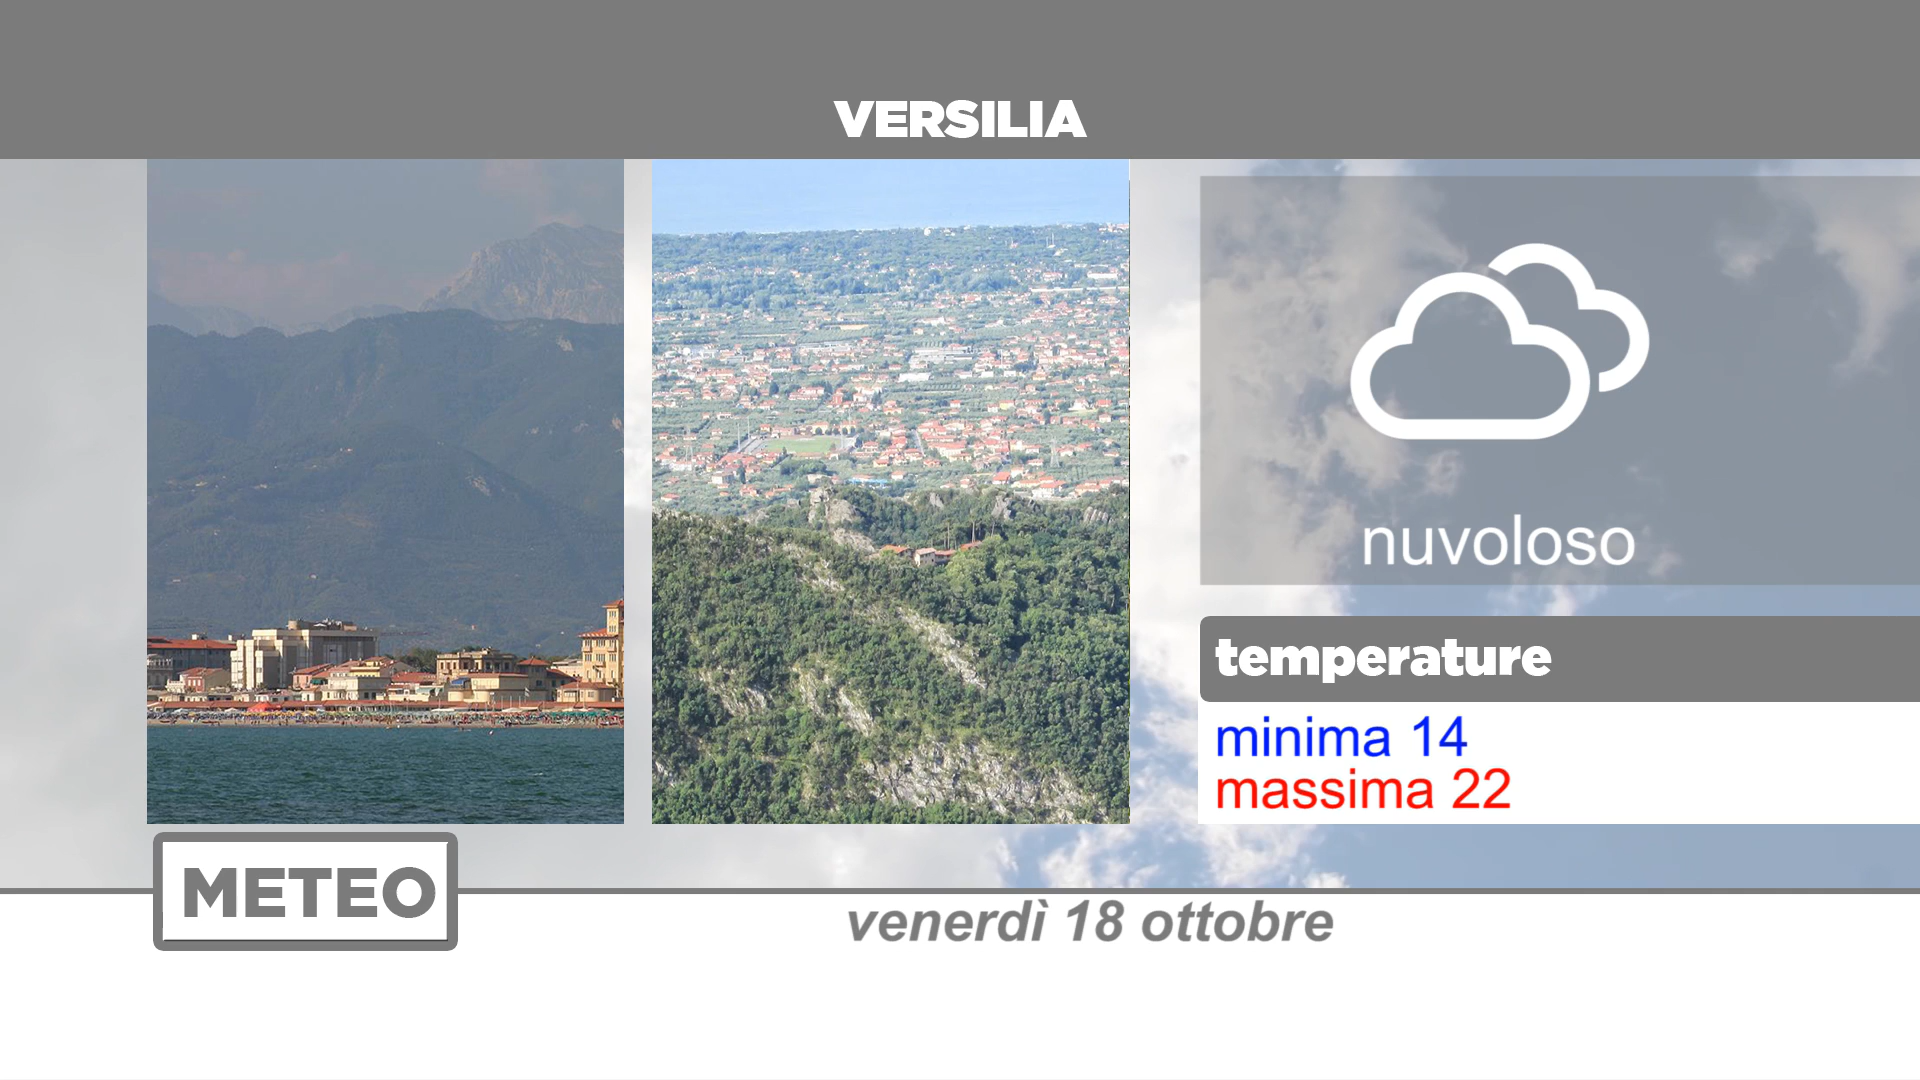 VERSILIA
nuvoloso
temperature
minima 14
massima 22
METEO
venerdì 18 ottobre